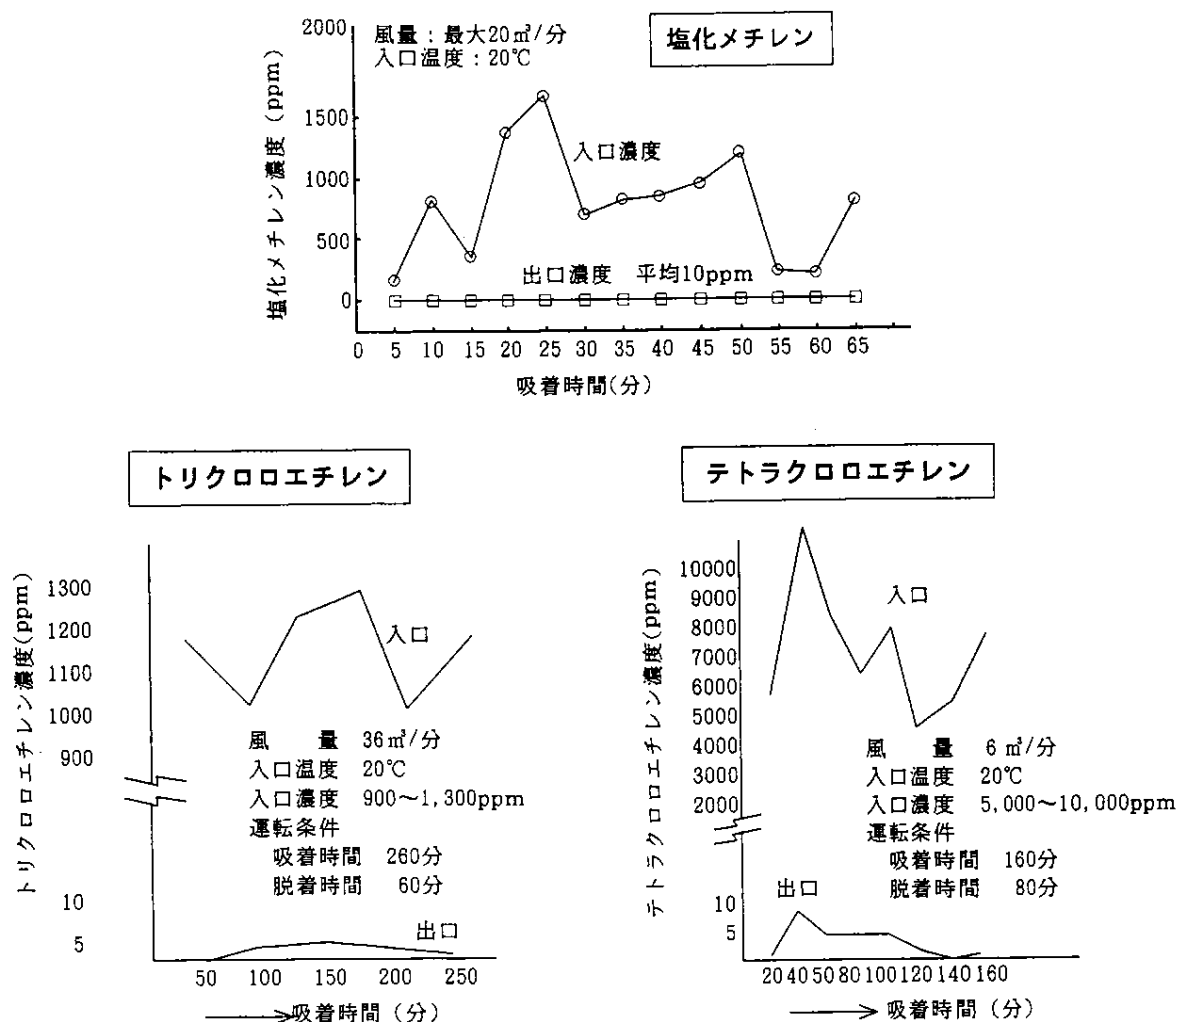 塩化メチレン
風量：最大20㎥/分
入口温度：20℃
塩化メチレン濃度 (ppm)
2000
1500
1000
500
0
入口濃度
出口濃度　平均10ppm
0 5 10 15 20 25 30 35 40 45 50 55 60 65
吸着時間(分)
トリクロロエチレン
トリクロロエチレン濃度(ppm)
1300
1200
1100
1000
900
10
5
入口
風　量　36㎥/分
入口温度　20℃
入口濃度　900〜1,300ppm
運転条件
吸着時間　260分
脱着時間　60分
出口
50 100 150 200 250
吸着時間 (分)
テトラクロロエチレン
テトラクロロエチレン濃度(ppm)
10000
9000
8000
7000
6000
5000
4000
3000
2000
10
5
入口
風　量　6㎥/分
入口温度　20℃
入口濃度　5,000〜10,000ppm
運転条件
吸着時間　160分
脱着時間　80分
出口
20 40 50 80 100 120 140 160
吸着時間 (分)